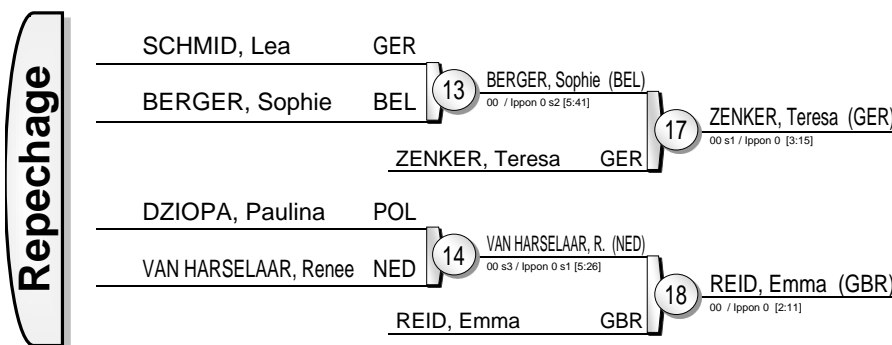 Repechage
SCHMID, Lea GER
BERGER, Sophie BEL
13
BERGER, Sophie (BEL)
00 / Ippon 0 s2 [5:41]
ZENKER, Teresa GER
17
ZENKER, Teresa (GER)
00 s1 / Ippon 0 [3:15]
DZIOPA, Paulina POL
VAN HARSELAAR, Renee NED
14
VAN HARSELAAR, R. (NED)
00 s3 / Ippon 0 s1 [5:26]
REID, Emma GBR
18
REID, Emma (GBR)
00 / Ippon 0 [2:11]